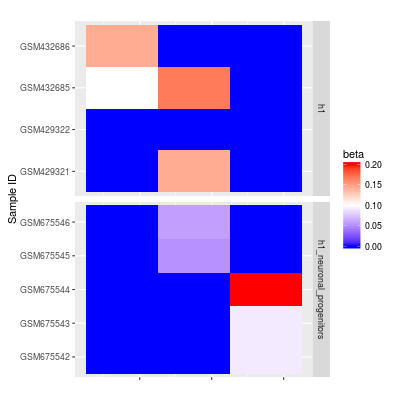 GSM432686
GSM432685
GSM429322
GSM429321
h1
GSM675546
GSM675545
GSM675544
GSM675543
GSM675542
h1_neuronal_progenitors
Sample ID
beta
0.20
0.15
0.10
0.05
0.00